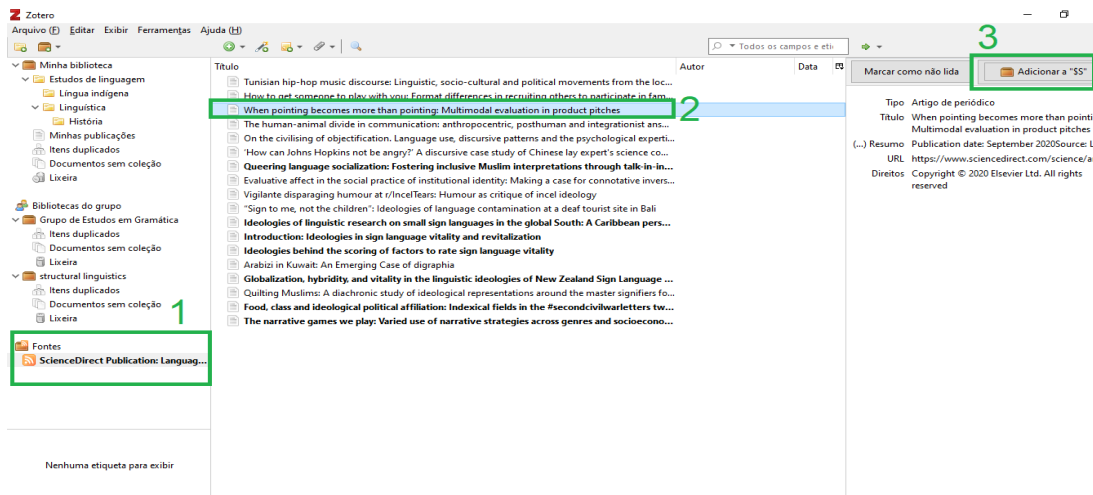 Zotero
Arquivo (F) Editar Exibir Ferramentas Ajuda (H)
Todos os campos e eti
3
Minha biblioteca
Estudos de linguagem
Língua indígena
Linguística
História
Minhas publicações
Itens duplicados
Documentos sem coleção
Lixeira
Bibliotecas do grupo
Grupo de Estudos em Gramática
Itens duplicados
Documentos sem coleção
Lixeira
structural linguistics
Itens duplicados
Documentos sem coleção
Lixeira
1
Fontes
ScienceDirect Publication: Languag...
Nenhuma etiqueta para exibir
Título Autor Data
Tunisian hip-hop music discourse: Linguistic, socio-cultural and political movements from the loc...
How to get someone to play with you: Format differences in recruiting others to participate in fam...
When pointing becomes more than pointing: Multimodal evaluation in product pitches
2
The human-animal divide in communication: anthropocentric, posthuman and integrationist ans...
On the civilising of objectification. Language use, discursive patterns and the psychological experti...
'How can Johns Hopkins not be angry?' A discursive case study of Chinese lay expert's science co...
Queering language socialization: Fostering inclusive Muslim interpretations through talk-in-in...
Evaluative affect in the social practice of institutional identity: Making a case for connotative invers...
Vigilante disparaging humour at r/IncelTears: Humour as critique of incel ideology
"Sign to me, not the children": Ideologies of language contamination at a deaf tourist site in Bali
Ideologies of linguistic research on small sign languages in the global South: A Caribbean pers...
Introduction: Ideologies in sign language vitality and revitalization
Ideologies behind the scoring of factors to rate sign language vitality
Arabizi in Kuwait: An Emerging Case of digraphia
Globalization, hybridity, and vitality in the linguistic ideologies of New Zealand Sign Language ...
Quilting Muslims: A diachronic study of ideological representations around the master signifiers fo...
Food, class and ideological political affiliation: Indexical fields in the #secondcivilwarletters tw...
The narrative games we play: Varied use of narrative strategies across genres and socioecono...
Marcar como não lida Adicionar a "$S"
Tipo Artigo de periódico
Título When pointing becomes more than pointi
Multimodal evaluation in product pitches
(...) Resumo Publication date: September 2020Source: L
URL https://www.sciencedirect.com/science/a
Direitos Copyright © 2020 Elsevier Ltd. All rights
reserved